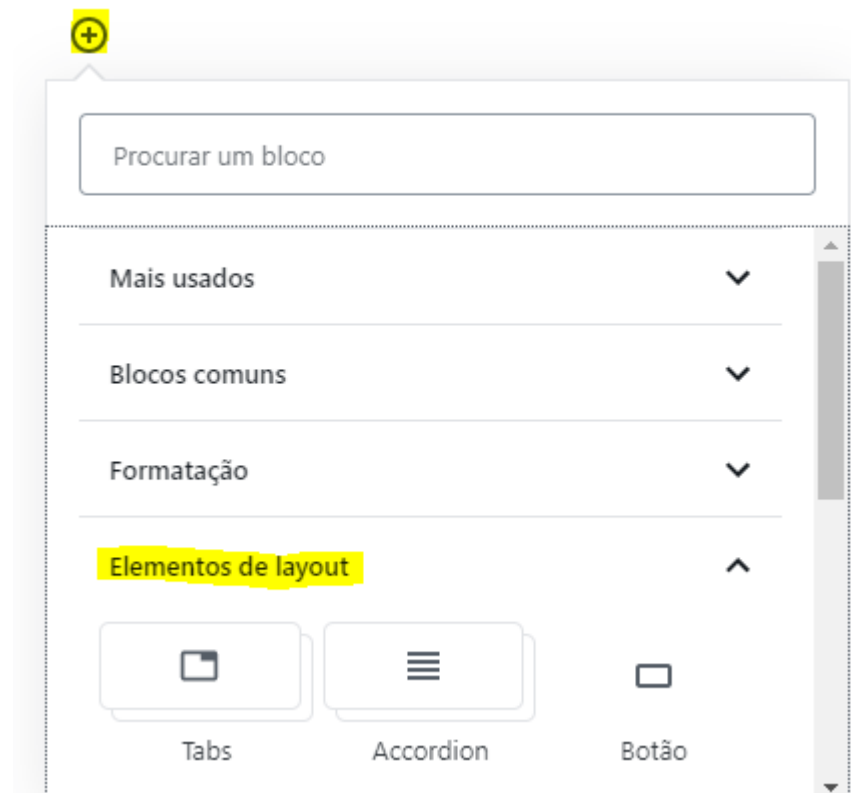 Procurar um bloco
Mais usados
Blocos comuns
Formatação
Elementos de layout
Tabs Accordion Botão